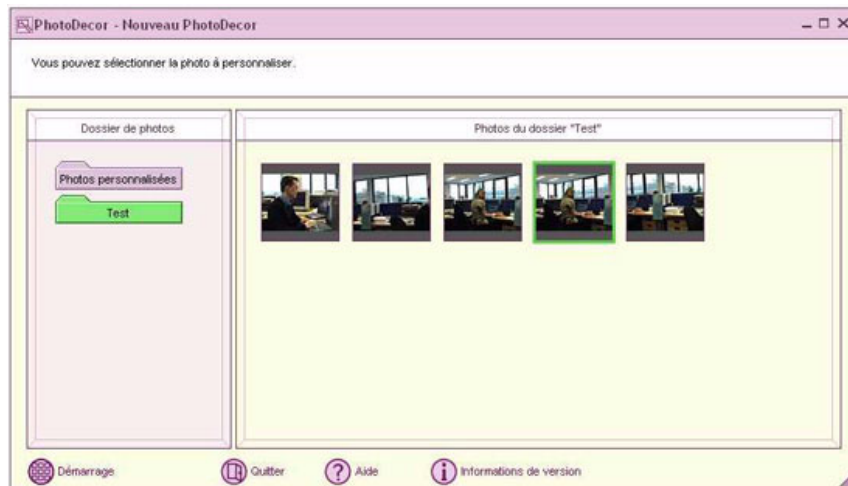 PhotoDecor - Nouveau PhotoDecor
Vous pouvez sélectionner la photo à personnaliser.
Dossier de photos
Photos du dossier "Test"
Photos personnalisées
Test
Démarrage
Quitter
Aide
Informations de version